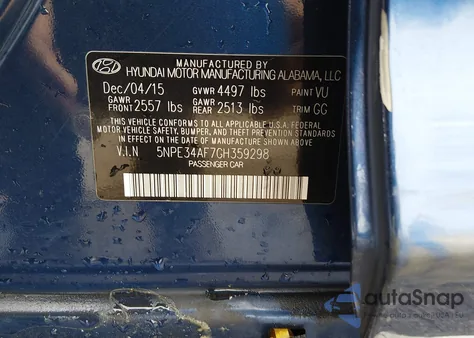 MANUFACTURED BY
HYUNDAI MOTOR MANUFACTURING ALABAMA, LLC
Dec/04/15 GVWR 4497 lbs PAINT VU
GAWR FRONT 2557 lbs GAWR REAR 2513 lbs TRIM GG
THIS VEHICLE CONFORMS TO ALL APPLICABLE FEDERAL MOTOR
VEHICLE SAFETY, BUMPER, AND THEFT PREVENTION STANDARDS
IN EFFECT ON THE DATE OF MANUFACTURE SHOWN ABOVE.
V.I.N 5NPE34AF7GH359298
PASSENGER CAR
autoSnap